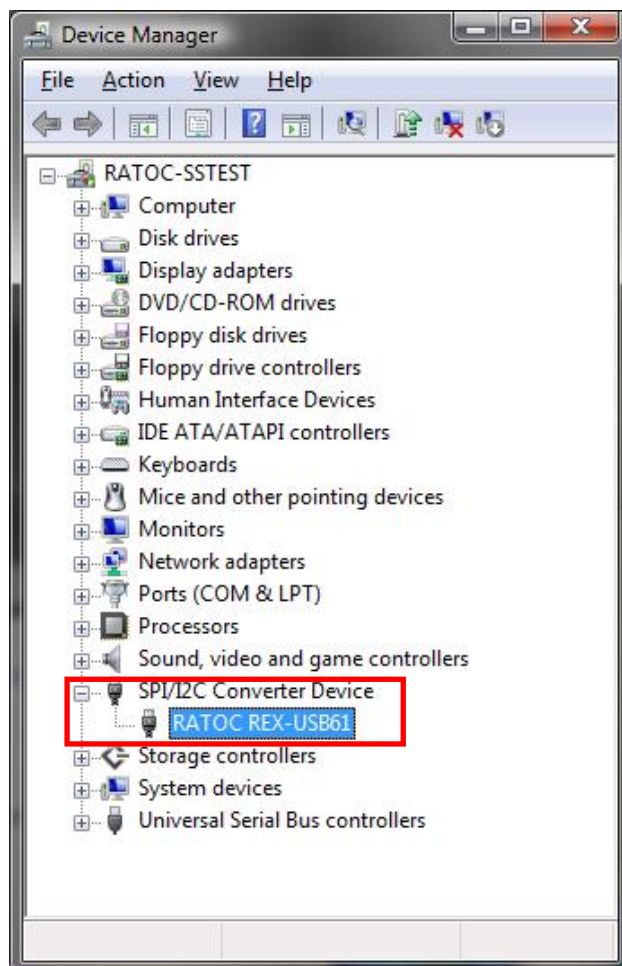 Device Manager
File Action View Help
RATOC-SSTEST
Computer
Disk drives
Display adapters
DVD/CD-ROM drives
Floppy disk drives
Floppy drive controllers
Human Interface Devices
IDE ATA/ATAPI controllers
Keyboards
Mice and other pointing devices
Monitors
Network adapters
Ports (COM & LPT)
Processors
Sound, video and game controllers
SPI/I2C Converter Device
RATOC REX-USB61
Storage controllers
System devices
Universal Serial Bus controllers